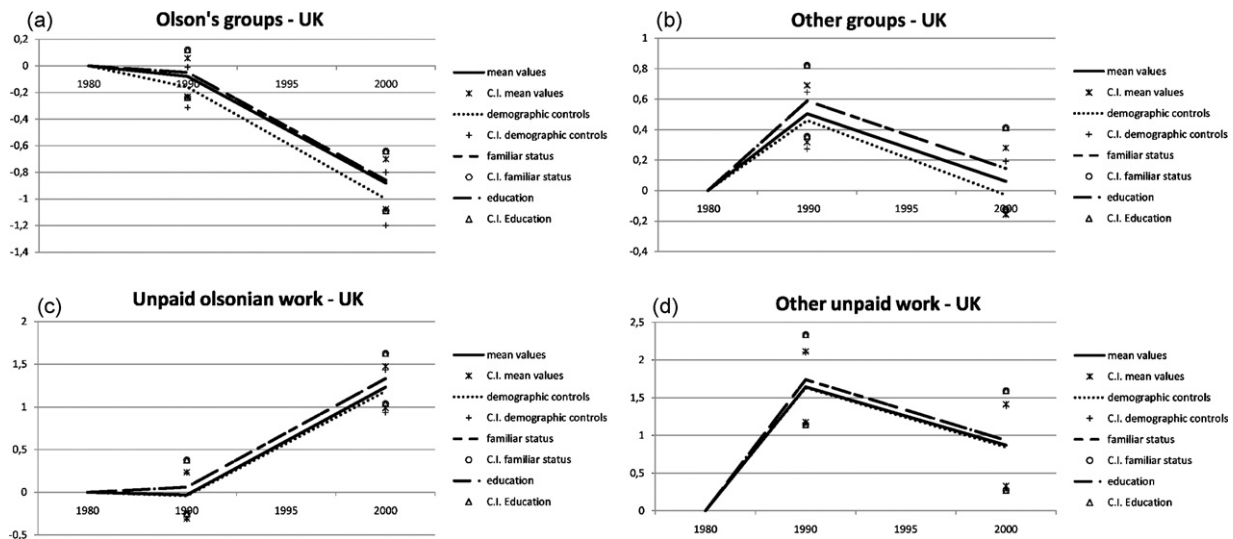 (a)
Olson's groups - UK
0,2
0
-0,2
-0,4
-0,6
-0,8
-1
-1,2
-1,4
1980
1990
1995
2000
mean values
C.I. mean values
demographic controls
C.I. demographic controls
familiar status
C.I. familiar status
education
C.I. Education
(b)
Other groups - UK
1
0,8
0,6
0,4
0,2
0
-0,2
-0,4
1980
1990
1995
2000
mean values
C.I. mean values
demographic controls
C.I. demographic controls
familiar status
C.I. familiar status
education
C.I. Education
(c)
Unpaid olsonian work - UK
2
1,5
1
0,5
0
-0.5
1980
1990
1995
2000
mean values
C.I. mean values
demographic controls
C.I. demographic controls
familiar status
C.I. familiar status
education
C.I. Education
(d)
Other unpaid work - UK
2,5
2
1,5
1
0,5
0
1980
1990
1995
2000
mean values
C.I. mean values
demographic controls
C.I. demographic controls
familiar status
C.I. familiar status
education
C.I. Education